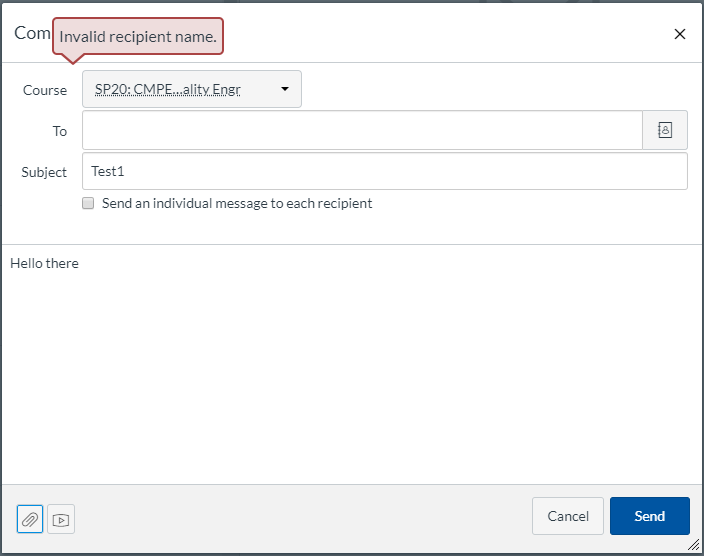 Com
Invalid recipient name.
Course
SP20: CMPE...ality Engr
To
Subject
Test1
Send an individual message to each recipient
Hello there
Cancel
Send